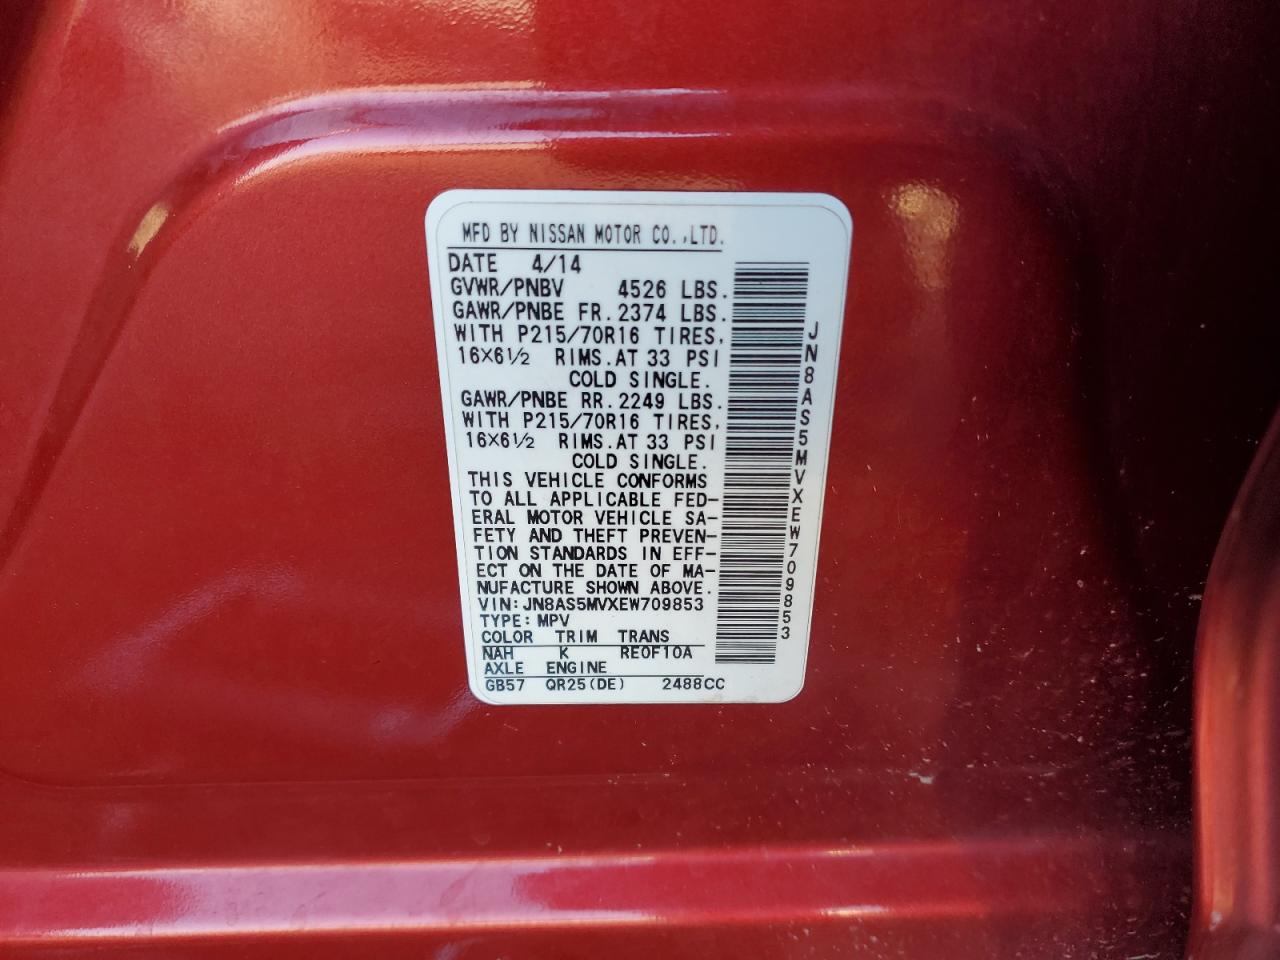 MFD BY NISSAN MOTOR CO.,LTD.
DATE 4/14
GVWR/PNBV 4526 LBS.
GAWR/PNBE FR.2374 LBS.
WITH P215/70R16 TIRES,
16X6½ RIMS.AT 33 PSI
COLD SINGLE.
GAWR/PNBE RR.2249 LBS.
WITH P215/70R16 TIRES,
16X6½ RIMS.AT 33 PSI
COLD SINGLE.
THIS VEHICLE CONFORMS
TO ALL APPLICABLE FED-
ERAL MOTOR VEHICLE SA-
FETY AND THEFT PREVEN-
TION STANDARDS IN EFF-
ECT ON THE DATE OF MA-
NUFACTURE SHOWN ABOVE.
VIN:JN8AS5MVXEW709853
TYPE:MPV
COLOR TRIM TRANS
NAH K RE0F10A
AXLE ENGINE
GB57 QR25(DE) 2488CC
JN8AS5MVXEW709853